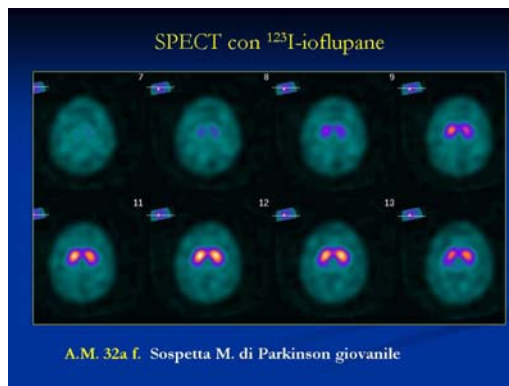 SPECT con ¹²³I-ioflupane
7 8 9
11 12 13
A.M. 32a f. Sospetta M. di Parkinson giovanile